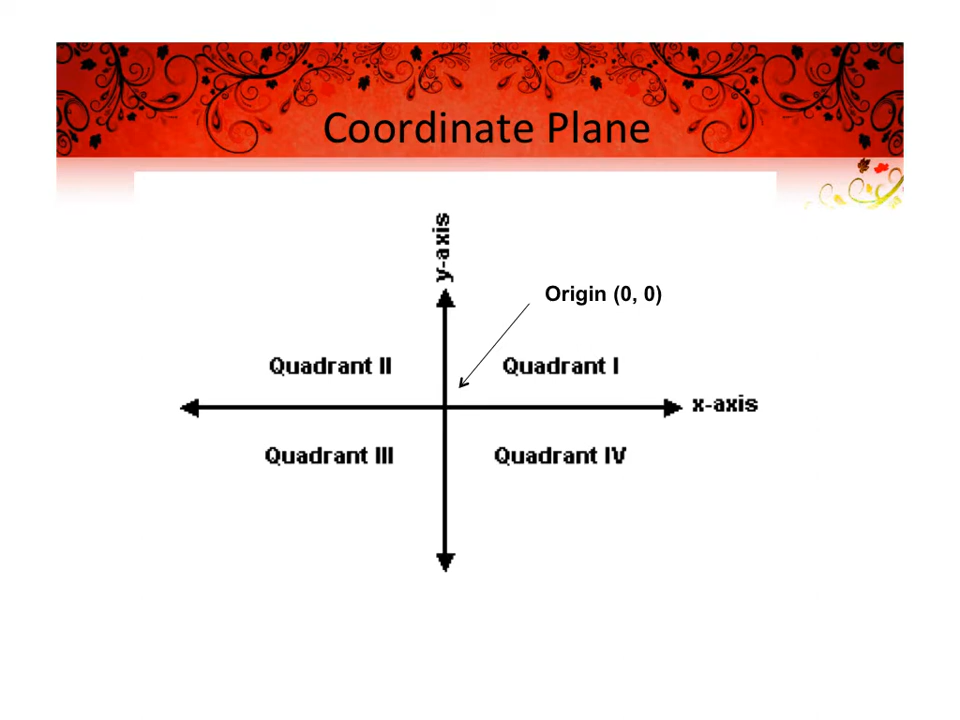 Coordinate Plane
y-axis
Origin (0, 0)
Quadrant II
Quadrant I
x-axis
Quadrant III
Quadrant IV